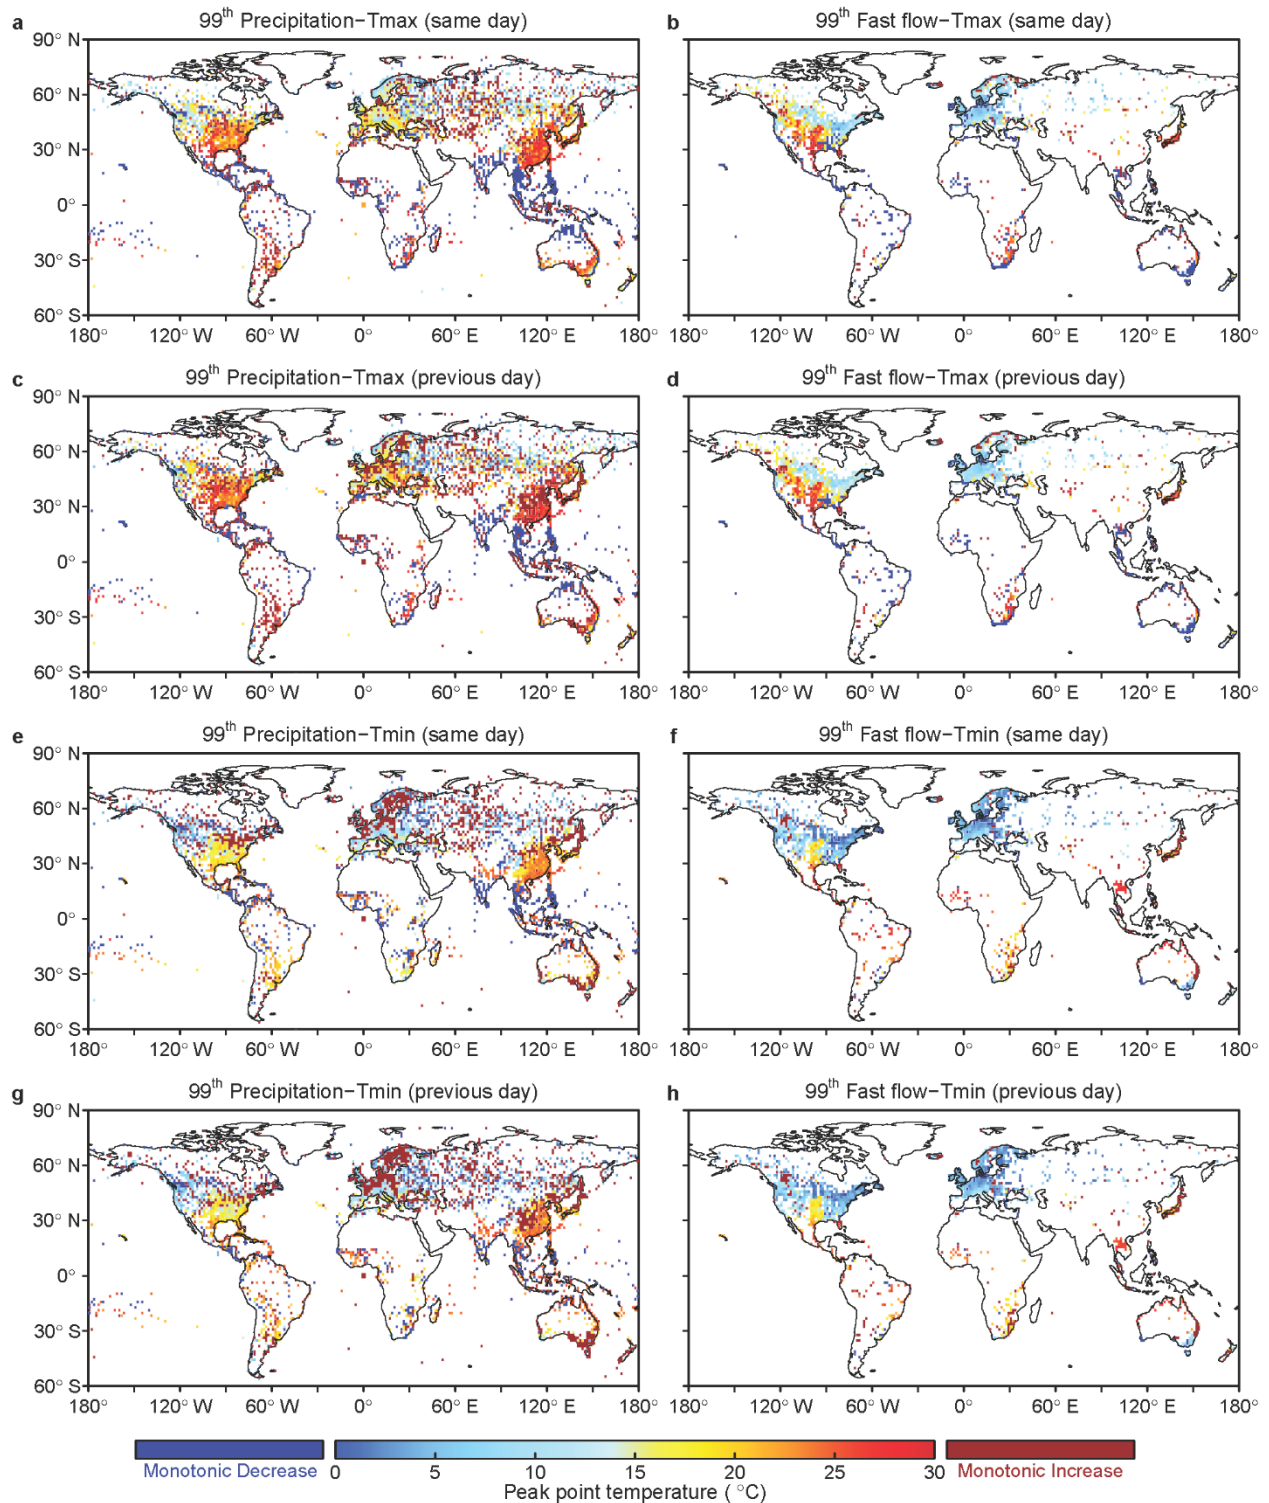 a 99th Precipitation−Tmax (same day)
b 99th Fast flow−Tmax (same day)
90° N
60° N
30° N
0°
30° S
60° S
180° 120° W 60° W 0° 60° E 120° E 180°
180° 120° W 60° W 0° 60° E 120° E 180°
c 99th Precipitation−Tmax (previous day)
d 99th Fast flow−Tmax (previous day)
90° N
60° N
30° N
0°
30° S
60° S
180° 120° W 60° W 0° 60° E 120° E 180°
180° 120° W 60° W 0° 60° E 120° E 180°
e 99th Precipitation−Tmin (same day)
f 99th Fast flow−Tmin (same day)
90° N
60° N
30° N
0°
30° S
60° S
180° 120° W 60° W 0° 60° E 120° E 180°
180° 120° W 60° W 0° 60° E 120° E 180°
g 99th Precipitation−Tmin (previous day)
h 99th Fast flow−Tmin (previous day)
90° N
60° N
30° N
0°
30° S
60° S
180° 120° W 60° W 0° 60° E 120° E 180°
180° 120° W 60° W 0° 60° E 120° E 180°
Monotonic Decrease 0 5 10 15 20 25 30 Monotonic Increase
Peak point temperature ( °C)